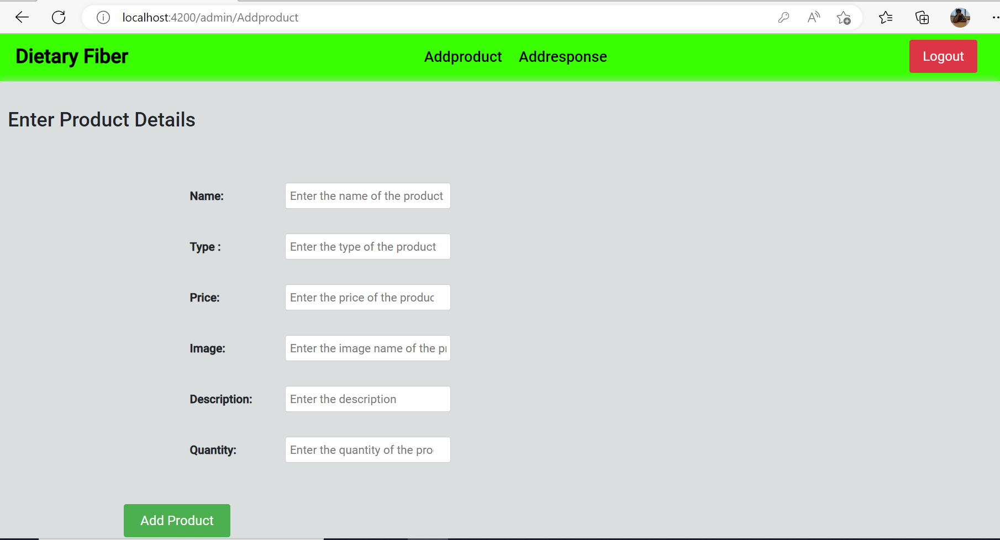 localhost:4200/admin/Addproduct
Dietary Fiber
Addproduct Addresponse
Logout
Enter Product Details
Name: Enter the name of the product
Type : Enter the type of the product
Price: Enter the price of the produc
Image: Enter the image name of the pr
Description: Enter the description
Quantity: Enter the quantity of the pro
Add Product